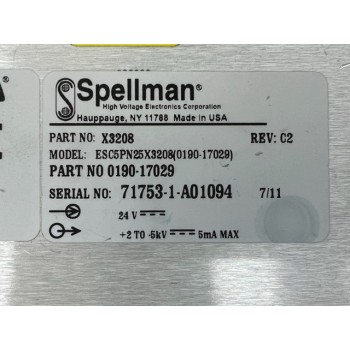 Spellman®
High Voltage Electronics Corporation
Hauppauge, NY 11788 Made in USA
PART NO: X3208 REV: C2
MODEL: ESC5PN25X3208(0190-17029)
PART NO 0190-17029
SERIAL NO: 71753-1-A01094 7/11
24 V
+2 TO -5kV 5mA MAX